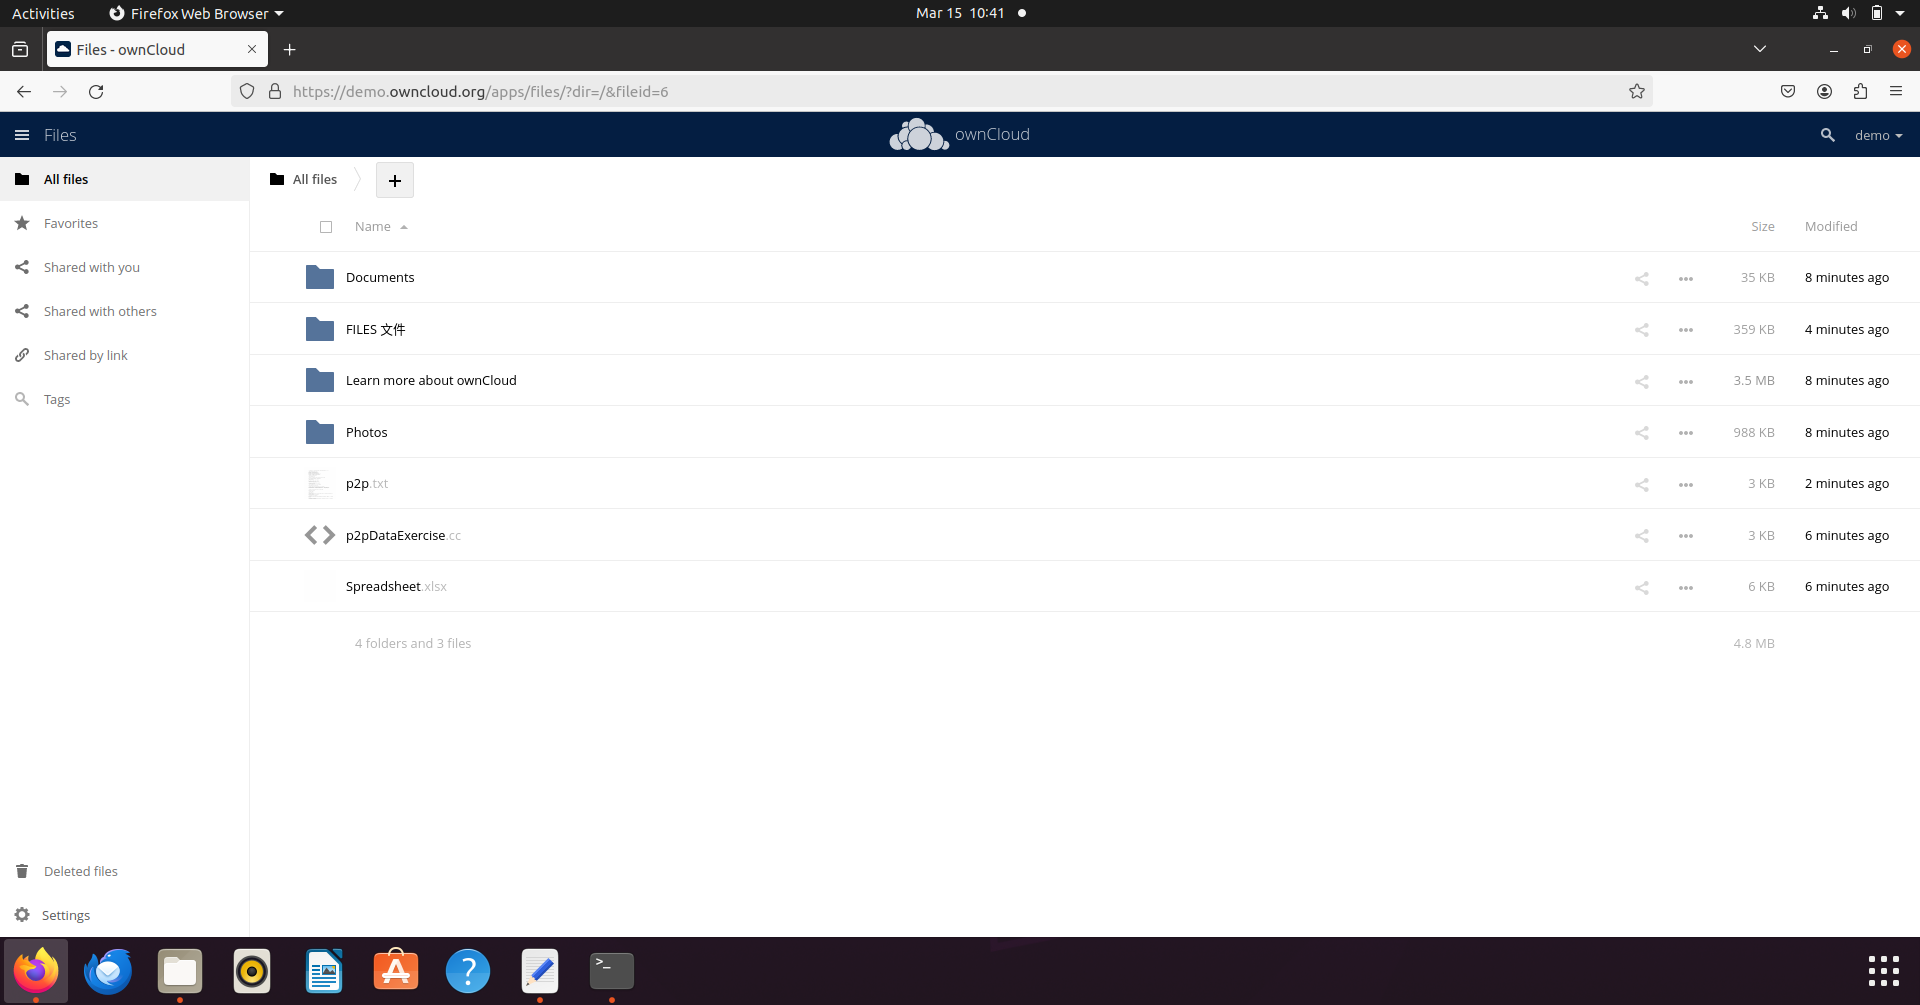 Activities
Firefox Web Browser
Mar 15 10:41
Files - ownCloud
https://demo.owncloud.org/apps/files/?dir=/&fileid=6
Files
ownCloud
demo
All files
Favorites
Shared with you
Shared with others
Shared by link
Tags
Deleted files
Settings
All files
+
Name
Size
Modified
Documents
35 KB
8 minutes ago
FILES 文件
359 KB
4 minutes ago
Learn more about ownCloud
3.5 MB
8 minutes ago
Photos
988 KB
8 minutes ago
p2p.txt
3 KB
2 minutes ago
p2pDataExercise.cc
3 KB
6 minutes ago
Spreadsheet.xlsx
6 KB
6 minutes ago
4 folders and 3 files
4.8 MB